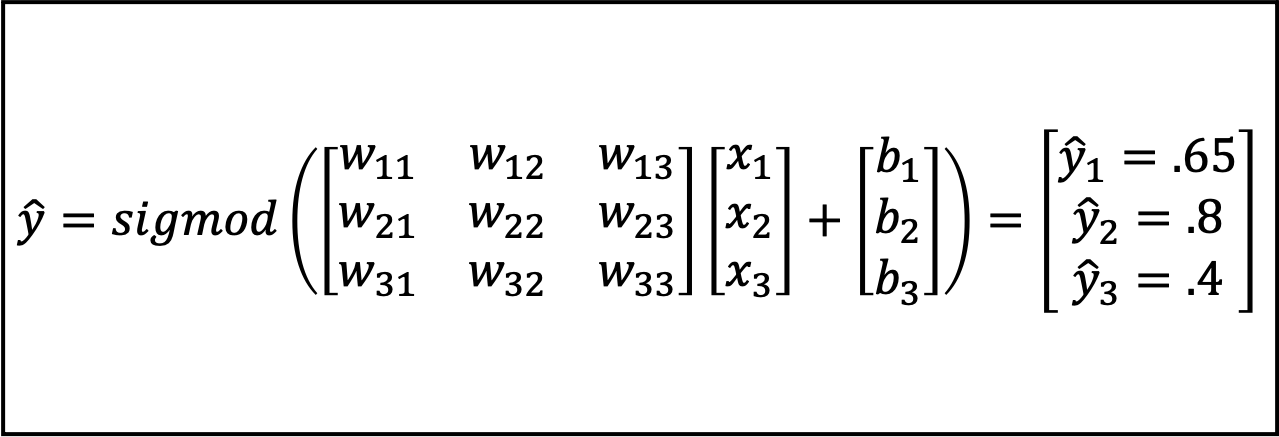 ŷ = sigmod ([w₁₁ w₁₂ w₁₃ w₂₁ w₂₂ w₂₃ w₃₁ w₃₂ w₃₃] [x₁ x₂ x₃] + [b₁ b₂ b₃]) = [ŷ₁ = .65 ŷ₂ = .8 ŷ₃ = .4]